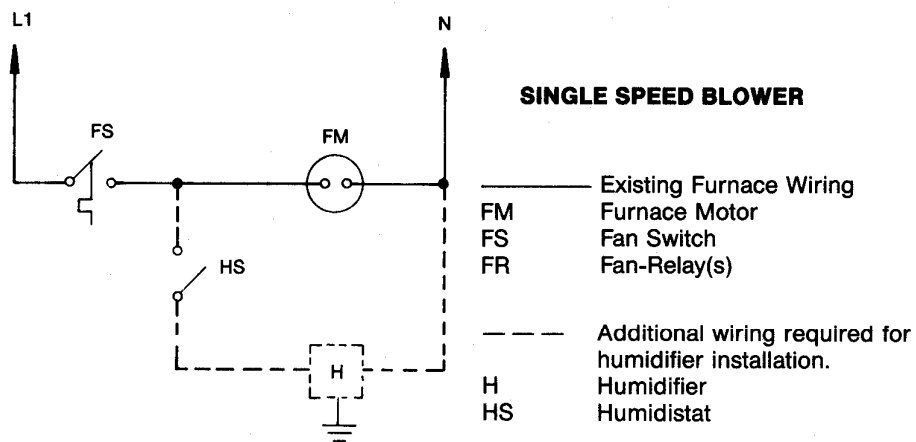 L1
N
SINGLE SPEED BLOWER
FS
FM
Existing Furnace Wiring
FM Furnace Motor
FS Fan Switch
FR Fan-Relay(s)
HS
Additional wiring required for
humidifier installation.
H
H Humidifier
HS Humidistat